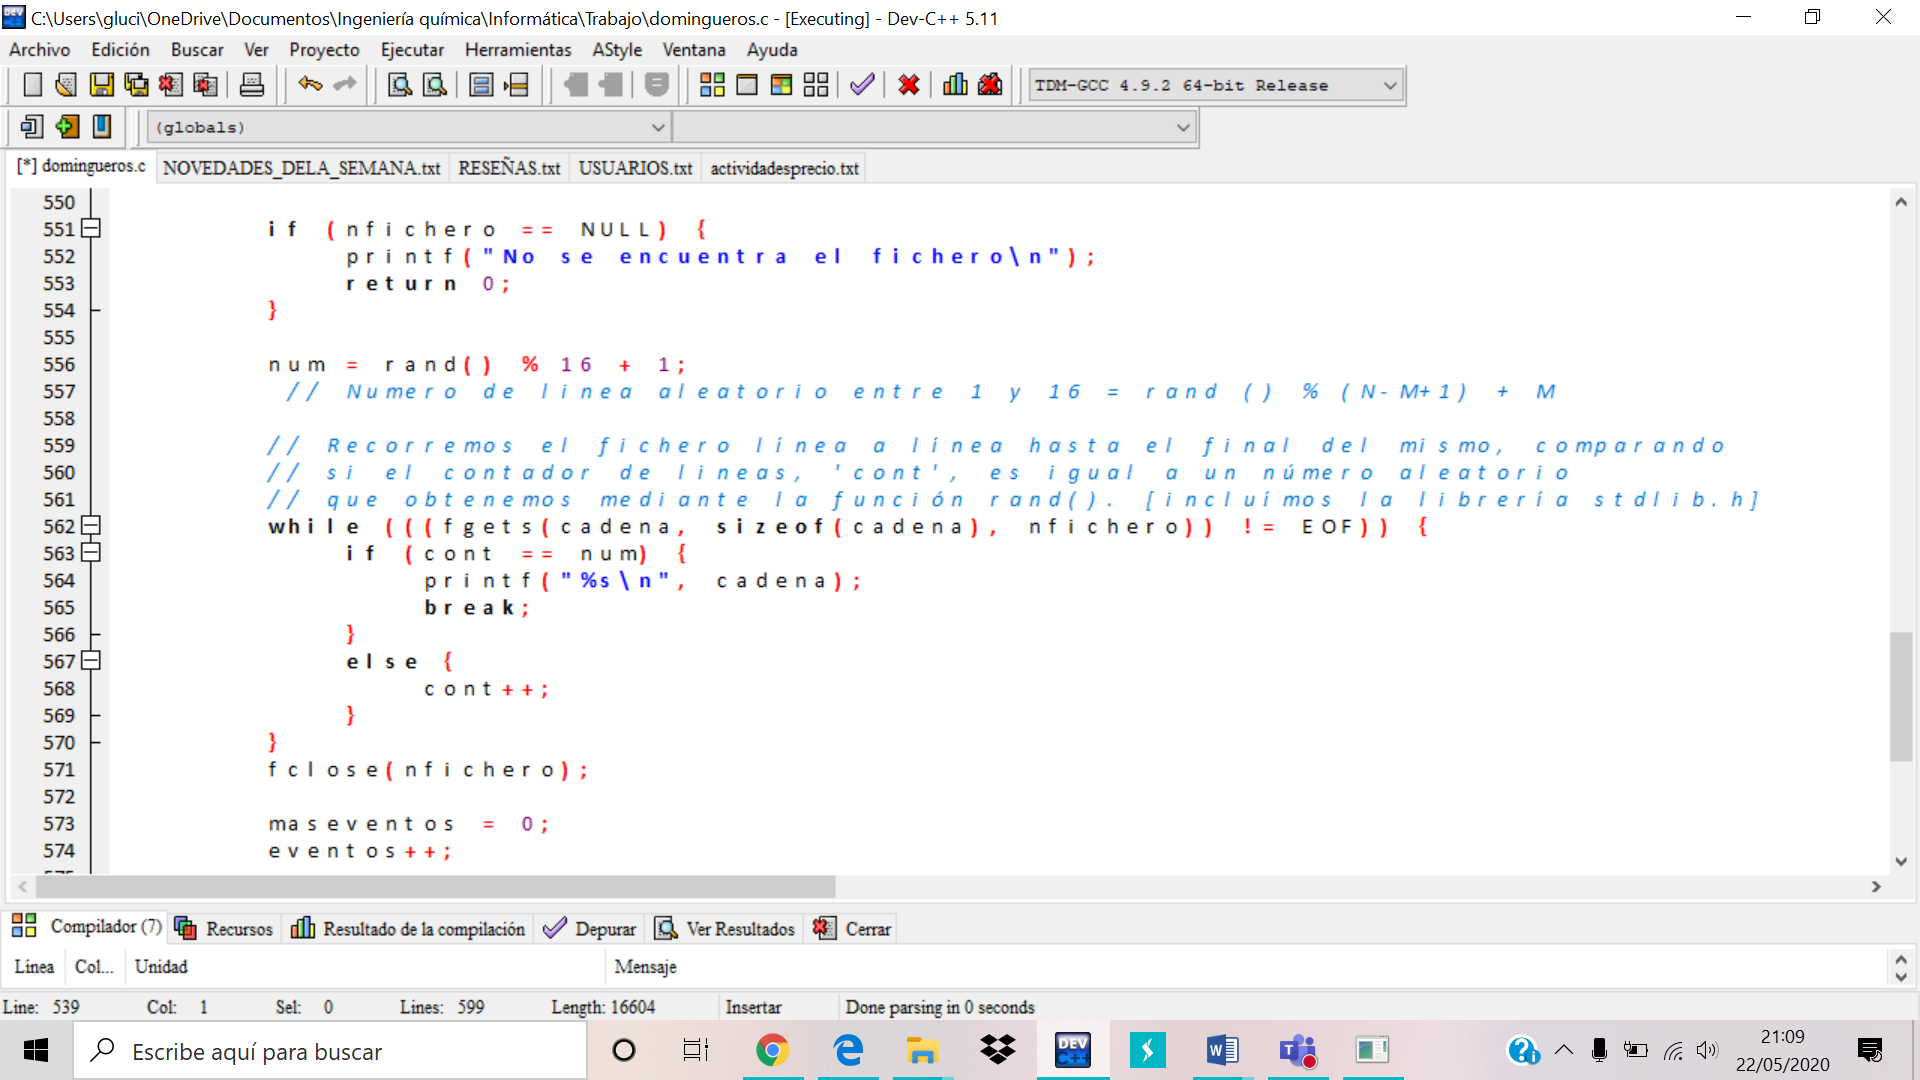 C:\Users\gluci\OneDrive\Documentos\Ingeniería química\Informática\Trabajo\domingueros.c - [Executing] - Dev-C++ 5.11
Archivo Edición Buscar Ver Proyecto Ejecutar Herramientas AStyle Ventana Ayuda
TDM-GCC 4.9.2 64-bit Release
(globals)
[*] domingueros.c NOVEDADES_DELA_SEMANA.txt RESEÑAS.txt USUARIOS.txt actividadesprecio.txt
550
551 if (nfichero == NULL) {
552 printf("No se encuentra el fichero\n");
553 return 0;
554 }
555
556 num = rand() % 16 + 1;
557 // Numero de linea aleatorio entre 1 y 16 = rand () % (N-M+1) + M
558
559 // Recorremos el fichero línea a línea hasta el final del mismo, comparando
560 // si el contador de lineas, 'cont', es igual a un número aleatorio
561 // que obtenemos mediante la función rand(). [incluímos la librería stdlib.h]
562 while (((fgets(cadena, sizeof(cadena), nfichero)) != EOF)) {
563 if (cont == num) {
564 printf("%s\n", cadena);
565 break;
566 }
567 else {
568 cont++;
569 }
570 }
571 fclose(nfichero);
572
573 maseventos = 0;
574 eventos++;
Compilador (7) Recursos Resultado de la compilación Depurar Ver Resultados Cerrar
Línea Col... Unidad Mensaje
Line: 539 Col: 1 Sel: 0 Lines: 599 Length: 16604 Insertar Done parsing in 0 seconds
Escribe aquí para buscar
DEV C++
21:09
22/05/2020